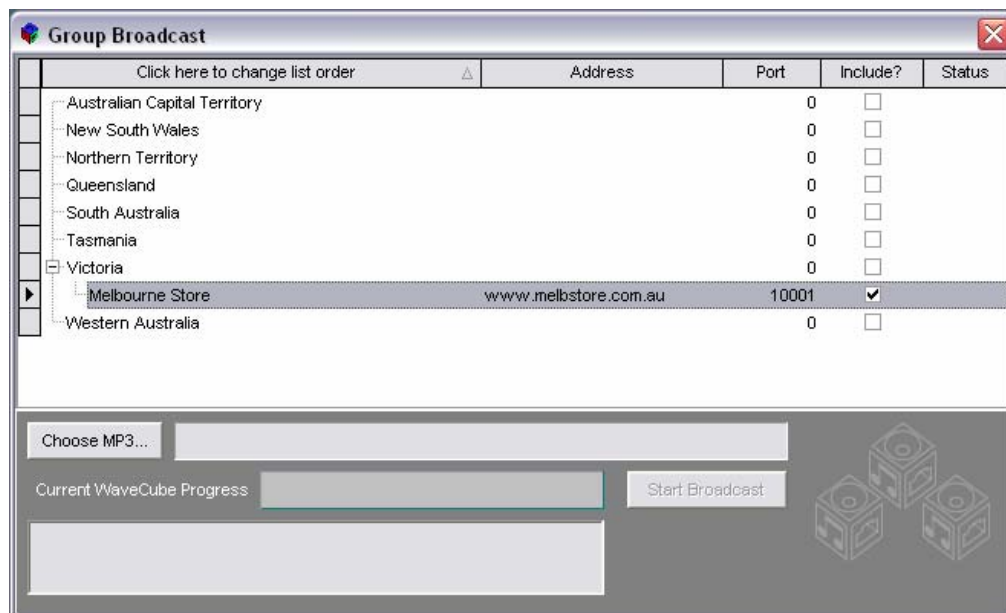 Group Broadcast
Click here to change list order Address Port Include? Status
Australian Capital Territory 0
New South Wales 0
Northern Territory 0
Queensland 0
South Australia 0
Tasmania 0
Victoria 0
Melbourne Store www.melbstore.com.au 10001
Western Australia 0
Choose MP3...
Current WaveCube Progress Start Broadcast